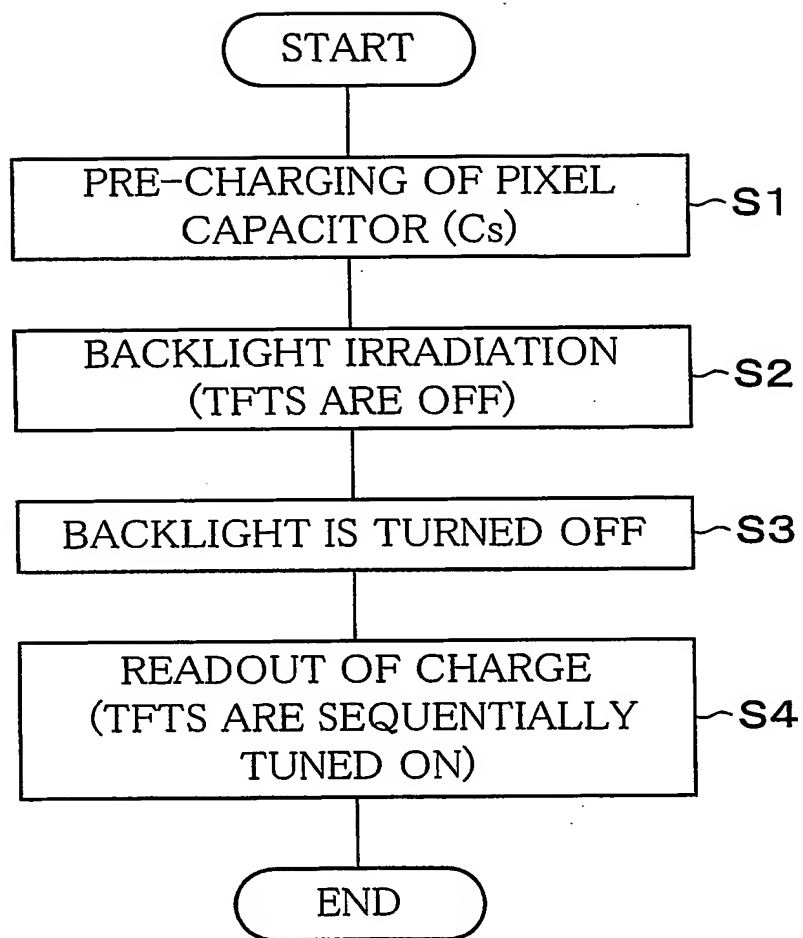 START
PRE-CHARGING OF PIXEL
CAPACITOR (Cs)
S1
BACKLIGHT IRRADIATION
(TFTS ARE OFF)
S2
BACKLIGHT IS TURNED OFF
S3
READOUT OF CHARGE
(TFTS ARE SEQUENTIALLY
TUNED ON)
S4
END